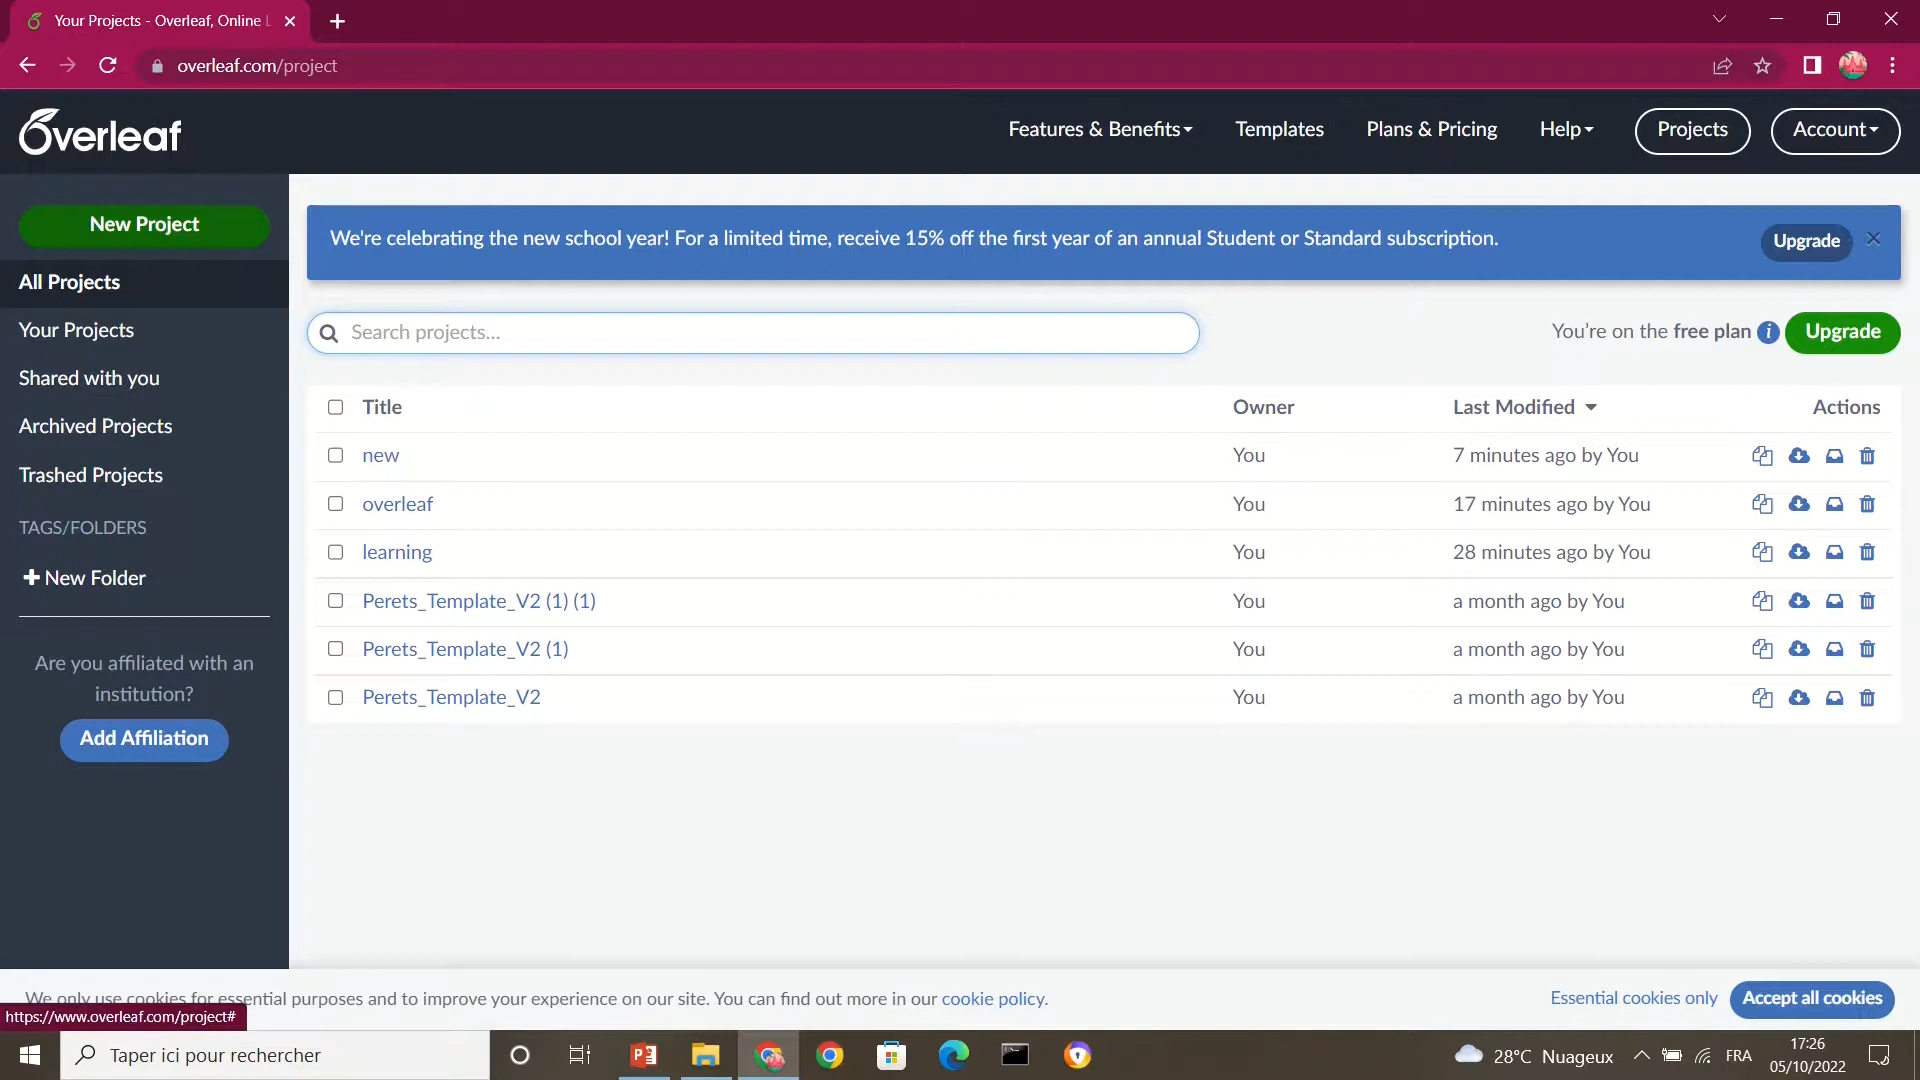 Your Projects - Overleaf, Online L
overleaf.com/project
Overleaf
Features & Benefits
Templates
Plans & Pricing
Help
Projects
Account
New Project
All Projects
Your Projects
Shared with you
Archived Projects
Trashed Projects
TAGS/FOLDERS
New Folder
Are you affiliated with an
institution?
Add Affiliation
We're celebrating the new school year! For a limited time, receive 15% off the first year of an annual Student or Standard subscription.
Upgrade
Search projects...
You're on the free plan
Upgrade
Title Owner Last Modified Actions
new You 7 minutes ago by You
overleaf You 17 minutes ago by You
learning You 28 minutes ago by You
Perets_Template_V2 (1) (1) You a month ago by You
Perets_Template_V2 (1) You a month ago by You
Perets_Template_V2 You a month ago by You
We only use cookies for essential purposes and to improve your experience on our site. You can find out more in our cookie policy.
Essential cookies only
Accept all cookies
https://www.overleaf.com/project#
Taper ici pour rechercher
28°C Nuageux
FRA
17:26
05/10/2022